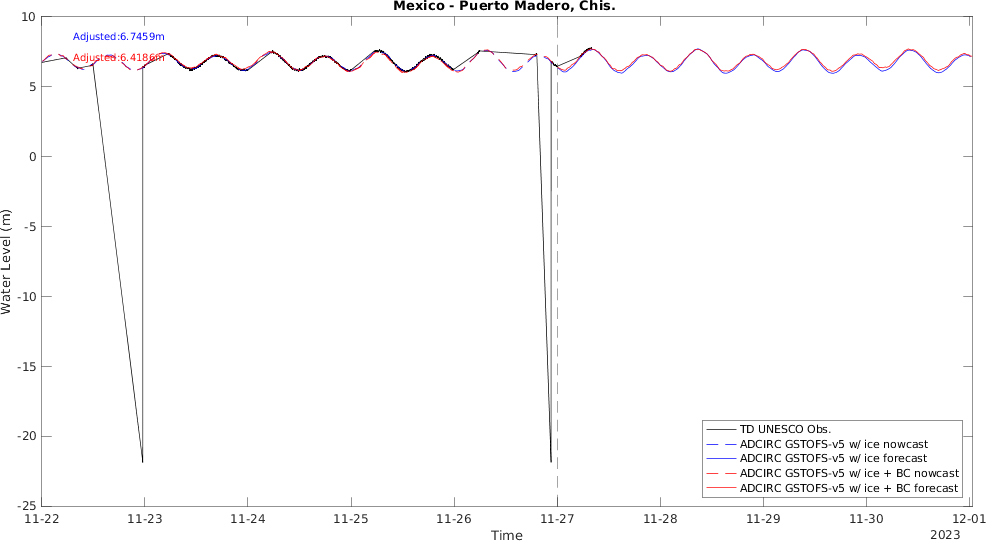 Mexico - Puerto Madero, Chis.
10
5
0
-5
-10
-15
-20
-25
Water Level (m)
Adjusted:6.7459m
Adjusted:6.4186m
TD UNESCO Obs.
ADCIRC GSTOFS-v5 w/ ice nowcast
ADCIRC GSTOFS-v5 w/ ice forecast
ADCIRC GSTOFS-v5 w/ ice + BC nowcast
ADCIRC GSTOFS-v5 w/ ice + BC forecast
11-22 11-23 11-24 11-25 11-26 11-27 11-28 11-29 11-30 12-01
Time
2023